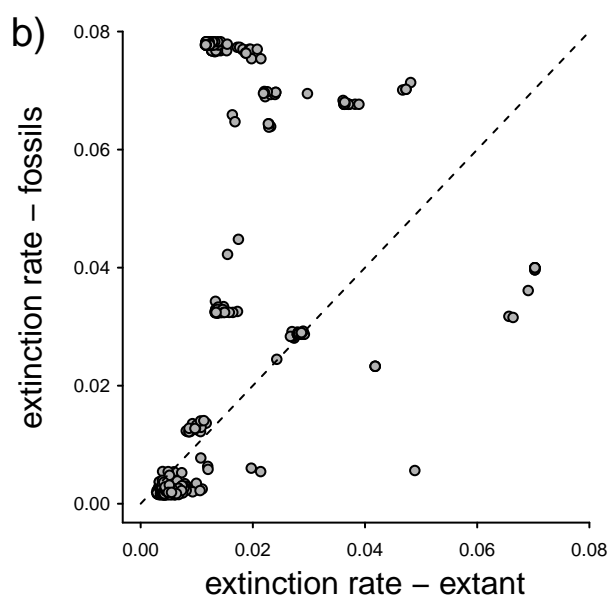 b)
extinction rate – fossils
0.08
0.06
0.04
0.02
0.00
0.00 0.02 0.04 0.06 0.08
extinction rate – extant